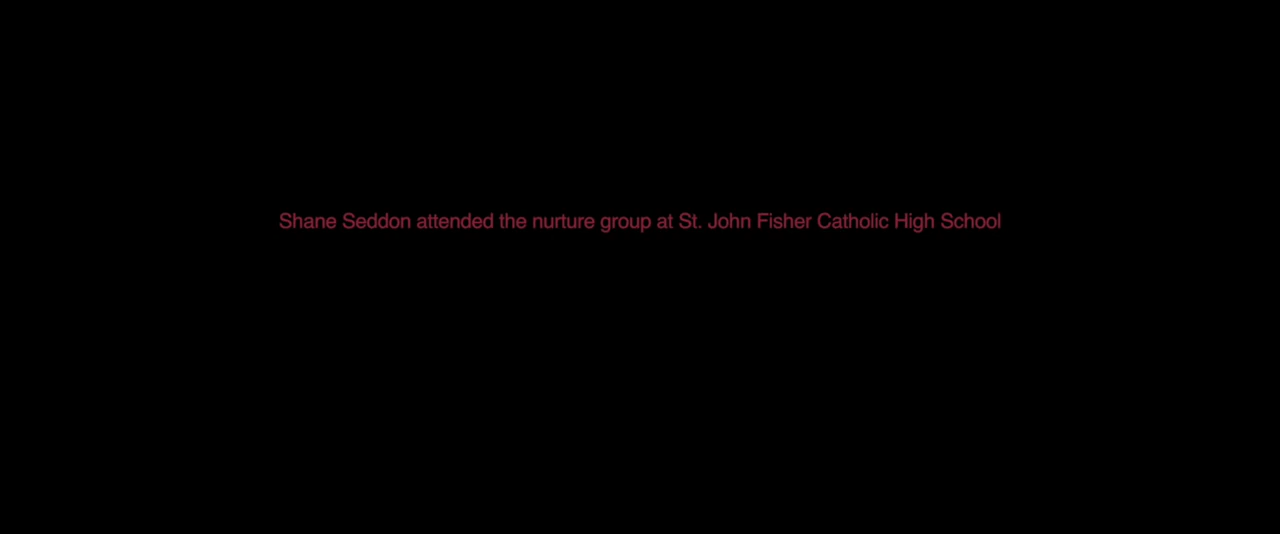 Shane Seddon attended the nurture group at St. John Fisher Catholic High School